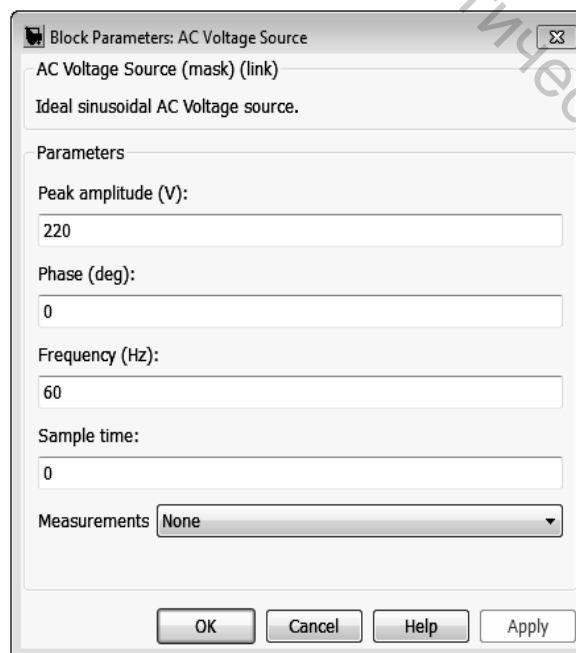 Block Parameters: AC Voltage Source
AC Voltage Source (mask) (link)
Ideal sinusoidal AC Voltage source.
Parameters
Peak amplitude (V):
220
Phase (deg):
0
Frequency (Hz):
60
Sample time:
0
Measurements None
OK Cancel Help Apply